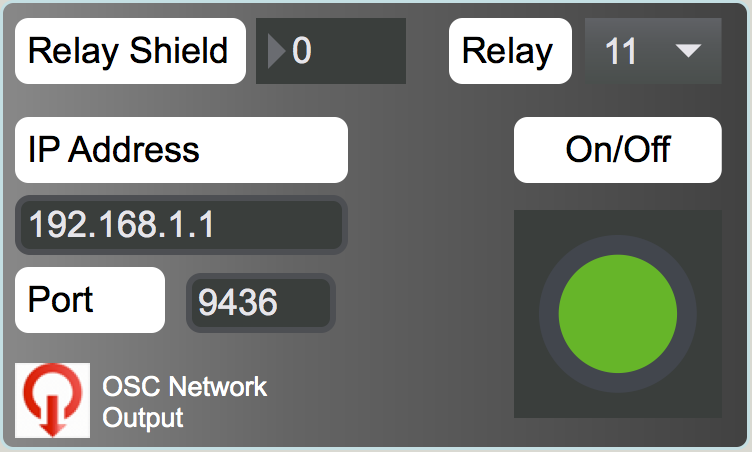 Relay Shield 0 Relay 11
IP Address On/Off
192.168.1.1
Port 9436
OSC Network
Output